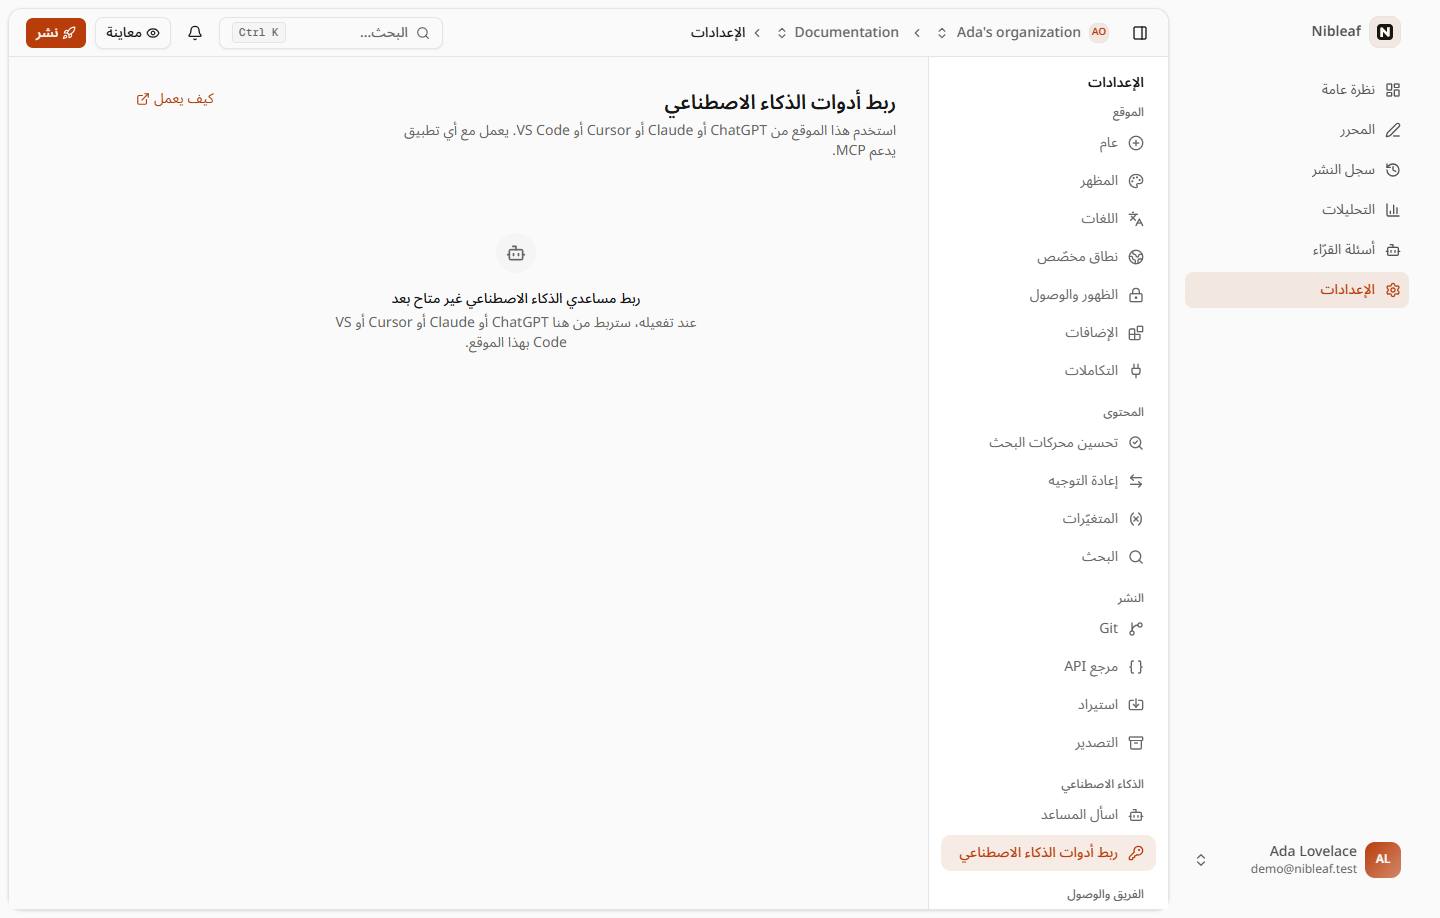 Nibleaf
نظرة عامة
المحرر
سجل النشر
التحليلات
أسئلة القرّاء
الإعدادات
Ada Lovelace
demo@nibleaf.test
AL
AO
Ada's organization
Documentation
الإعدادات
البحث...
Ctrl K
معاينة
نشر
الإعدادات
الموقع
عام
المظهر
اللغات
نطاق مخصّص
الظهور والوصول
الإضافات
التكاملات
المحتوى
تحسين محركات البحث
إعادة التوجيه
المتغيّرات
البحث
النشر
Git
مرجع API
استيراد
التصدير
الذكاء الاصطناعي
اسأل المساعد
ربط أدوات الذكاء الاصطناعي
الفريق والوصول
ربط أدوات الذكاء الاصطناعي
استخدم هذا الموقع من ChatGPT أو Claude أو Cursor أو VS Code. يعمل مع أي تطبيق
يدعم MCP.
كيف يعمل
ربط مساعدي الذكاء الاصطناعي غير متاح بعد
عند تفعيله، ستربط من هنا ChatGPT أو Claude أو Cursor أو VS
Code بهذا الموقع.